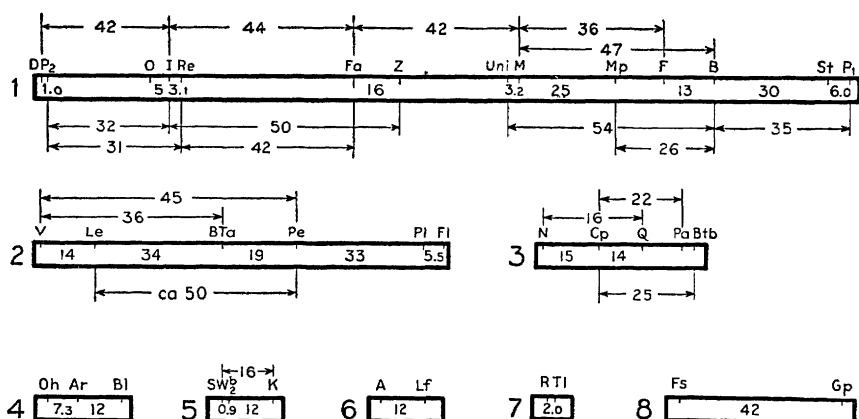 42 44 42 36
47
D P2 O I Re Fa Z Uni M Mp F B St P1
1 1.0 5 3.1 16 3.2 25 13 30 6.0
32 50 54 35
31 42 26
45 22
36 16
V Le BTa Pe Pl Fl N Cp Q Pa Btb
2 14 34 19 33 5.5 3 15 14
ca 50 25
16
Oh Ar Bl S W b/2 K A Lf R Tl Fs Gp
4 7.3 12 5 0.9 12 6 12 7 2.0 8 42